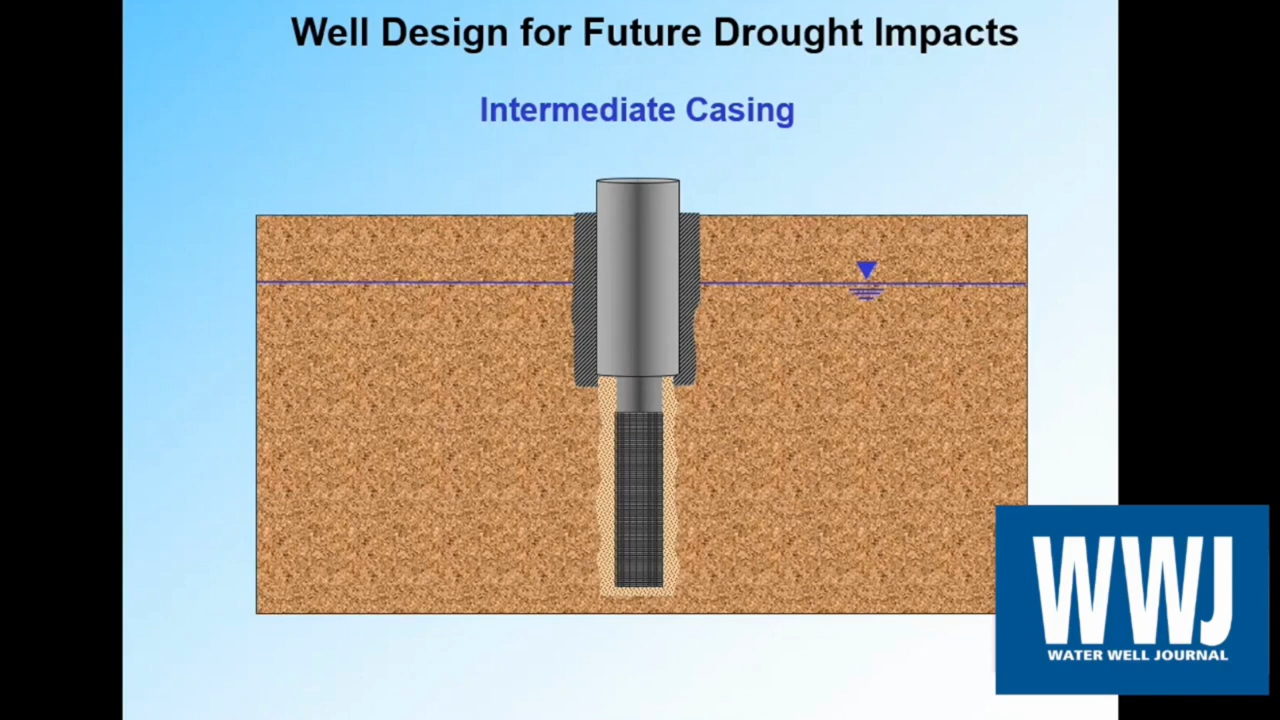 Well Design for Future Drought Impacts
Intermediate Casing
WWJ
WATER WELL JOURNAL